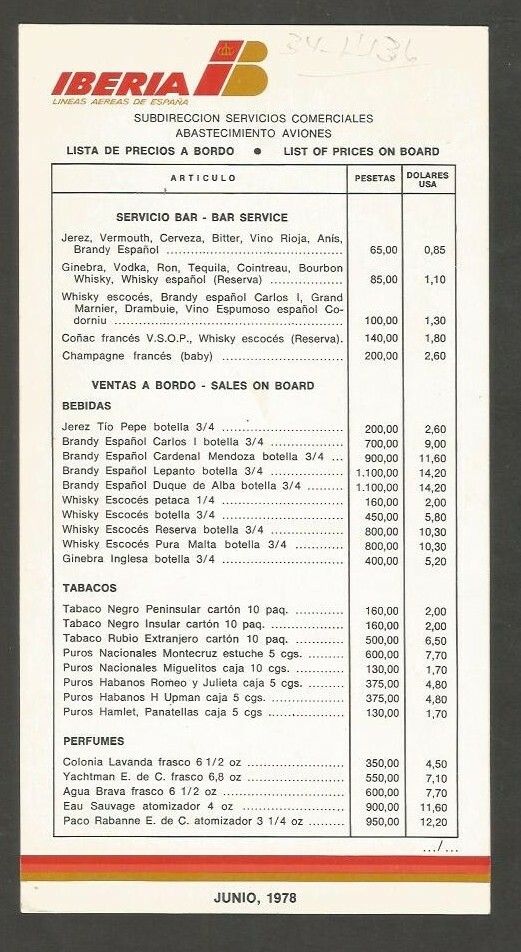 IBERIA
LINEAS AEREAS DE ESPAÑA
SUBDIRECCION SERVICIOS COMERCIALES
ABASTECIMIENTO AVIONES
LISTA DE PRECIOS A BORDO ● LIST OF PRICES ON BOARD
ARTICULO PESETAS DOLARES USA
SERVICIO BAR - BAR SERVICE
Jerez, Vermouth, Cerveza, Bitter, Vino Rioja, Anís,
Brandy Español .......... 65,00 0,85
Ginebra, Vodka, Ron, Tequila, Cointreau, Bourbon
Whisky, Whisky español (Reserva) .......... 85,00 1,10
Whisky escocés, Brandy español Carlos I, Grand
Marnier, Drambuie, Vino Espumoso español Co-
dorniu .......... 100,00 1,30
Coñac francés V.S.O.P., Whisky escocés (Reserva). 140,00 1,80
Champagne francés (baby) .......... 200,00 2,60
VENTAS A BORDO - SALES ON BOARD
BEBIDAS
Jerez Tío Pepe botella 3/4 .......... 200,00 2,60
Brandy Español Carlos I botella 3/4 .......... 700,00 9,00
Brandy Español Cardenal Mendoza botella 3/4 ... 900,00 11,60
Brandy Español Lepanto botella 3/4 .......... 1.100,00 14,20
Brandy Español Duque de Alba botella 3/4 .......... 1.100,00 14,20
Whisky Escocés petaca 1/4 .......... 160,00 2,00
Whisky Escocés botella 3/4 .......... 450,00 5,80
Whisky Escocés Reserva botella 3/4 .......... 800,00 10,30
Whisky Escocés Pura Malta botella 3/4 .......... 800,00 10,30
Ginebra Inglesa botella 3/4 .......... 400,00 5,20
TABACOS
Tabaco Negro Peninsular cartón 10 paq. .......... 160,00 2,00
Tabaco Negro Insular cartón 10 paq. .......... 160,00 2,00
Tabaco Rubio Extranjero cartón 10 paq. .......... 500,00 6,50
Puros Nacionales Montecruz estuche 5 cgs. .......... 600,00 7,70
Puros Nacionales Miguelitos caja 10 cgs. .......... 130,00 1,70
Puros Habanos Romeo y Julieta caja 5 cgs. .......... 375,00 4,80
Puros Habanos H Upman caja 5 cgs. .......... 375,00 4,80
Puros Hamlet, Panatellas caja 5 cgs .......... 130,00 1,70
PERFUMES
Colonia Lavanda frasco 6 1/2 oz .......... 350,00 4,50
Yachtman E. de C. frasco 6,8 oz .......... 550,00 7,10
Agua Brava frasco 6 1/2 oz .......... 600,00 7,70
Eau Sauvage atomizador 4 oz .......... 900,00 11,60
Paco Rabanne E. de C. atomizador 3 1/4 oz .......... 950,00 12,20
.../...
JUNIO, 1978